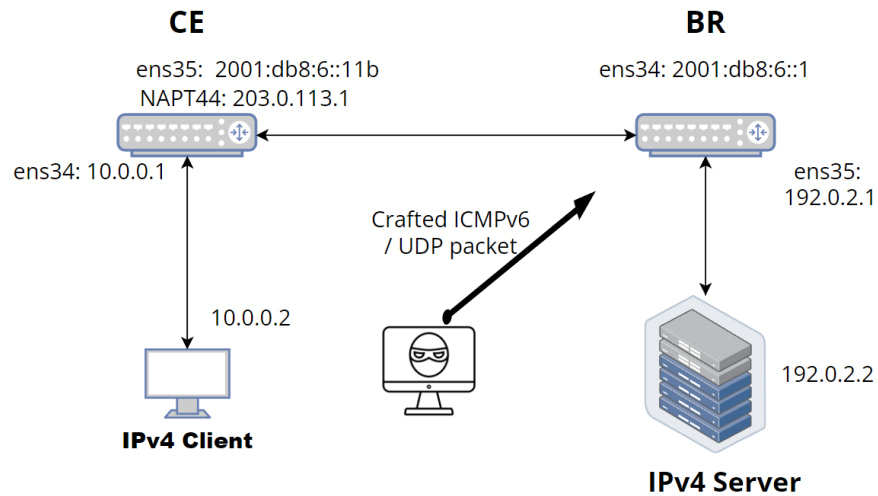 CE
BR
ens35:  2001:db8:6::11b
NAPT44: 203.0.113.1
ens34: 2001:db8:6::1
ens34: 10.0.0.1
ens35:
192.0.2.1
Crafted ICMPv6
/ UDP packet
10.0.0.2
192.0.2.2
IPv4 Client
IPv4 Server